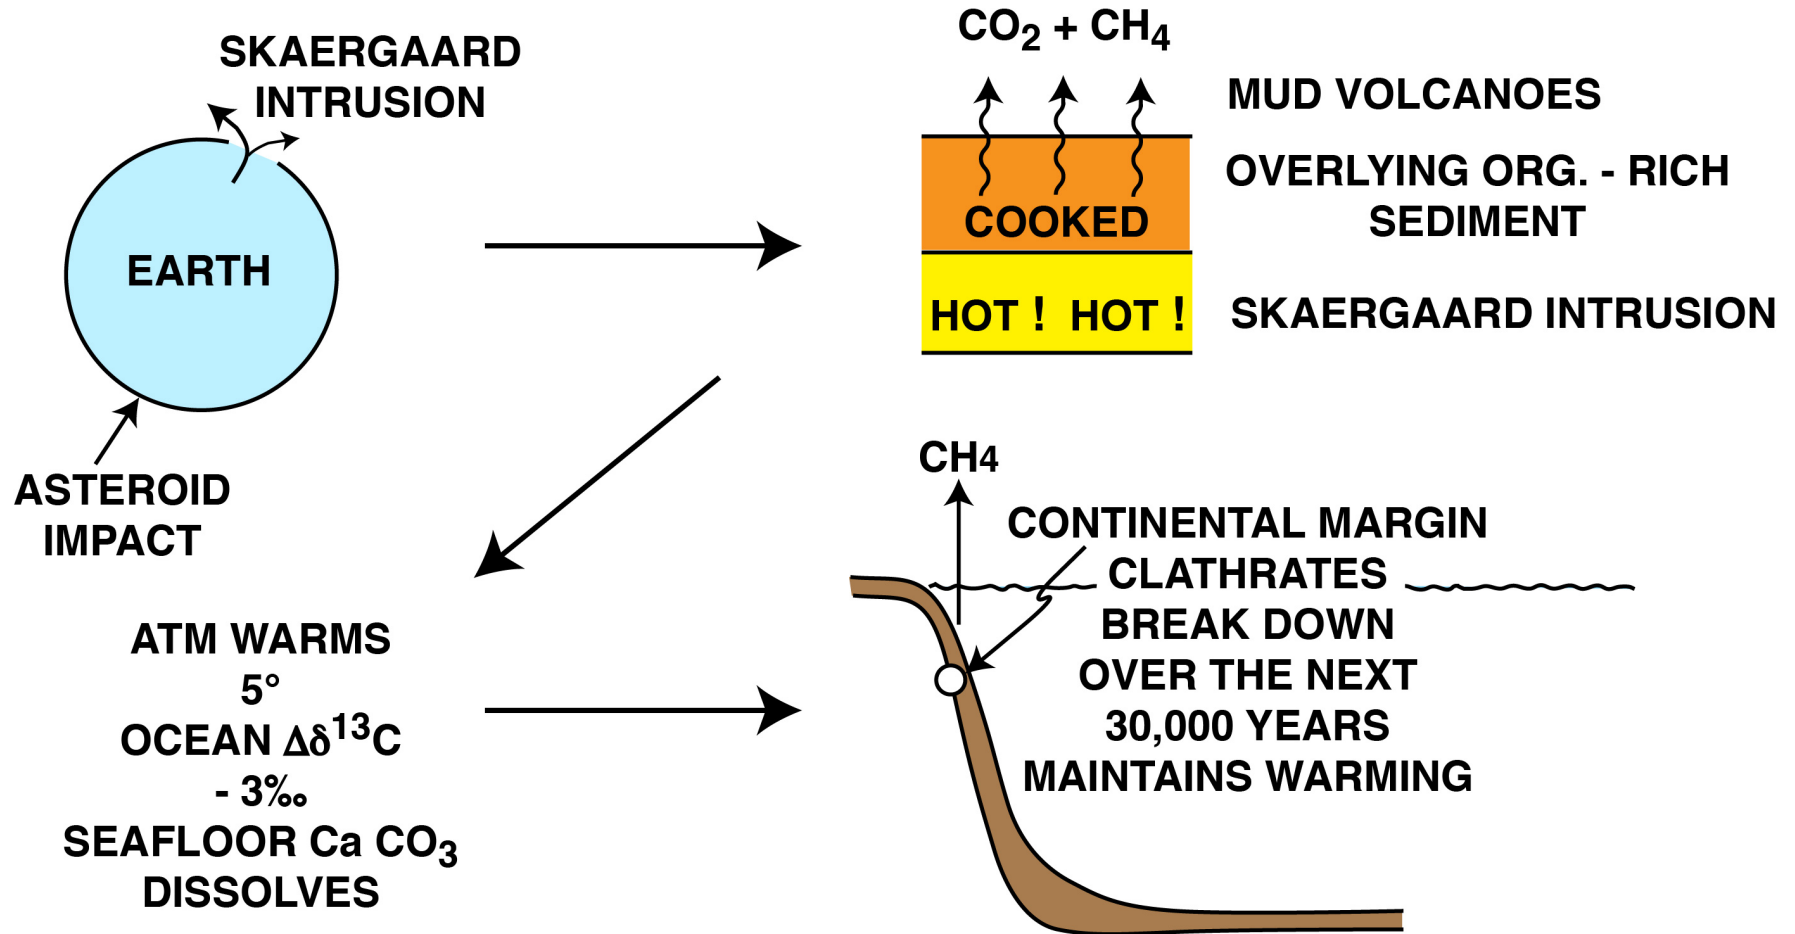 SKAERGAARD
INTRUSION
EARTH
ASTEROID
IMPACT
CO₂ + CH₄
MUD VOLCANOES
OVERLYING ORG. - RICH
SEDIMENT
COOKED
HOT ! HOT !
SKAERGAARD INTRUSION
ATM WARMS
5°
OCEAN Δδ¹³C
- 3‰
SEAFLOOR Ca CO₃
DISSOLVES
CH4
CONTINENTAL MARGIN
CLATHRATES
BREAK DOWN
OVER THE NEXT
30,000 YEARS
MAINTAINS WARMING